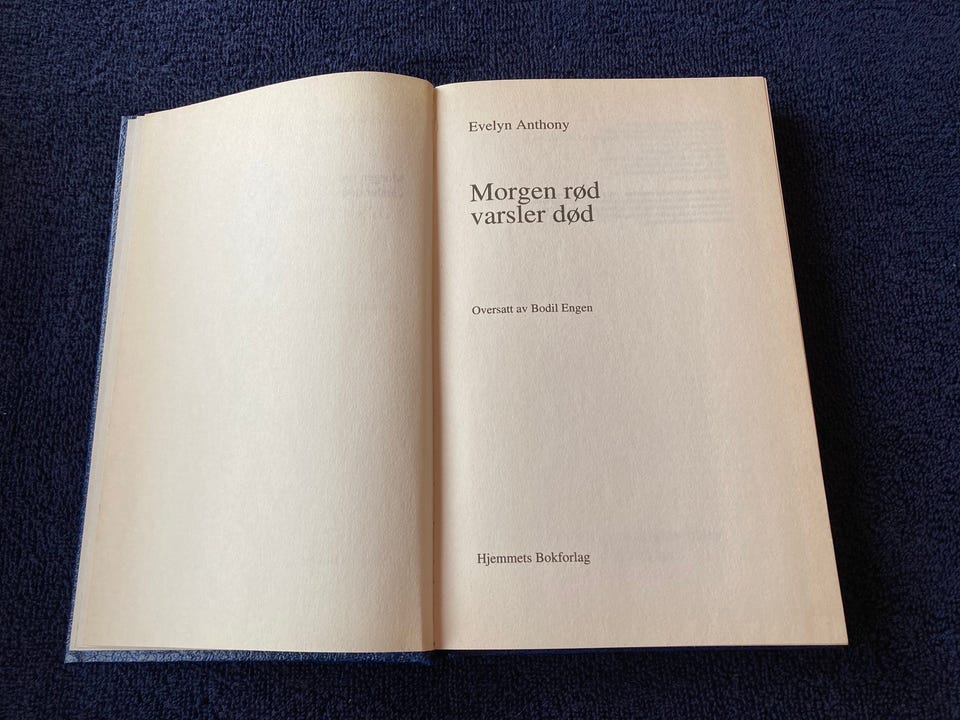 Evelyn Anthony
Morgen rød
varsler død
Oversatt av Bodil Engen
Hjemmets Bokforlag